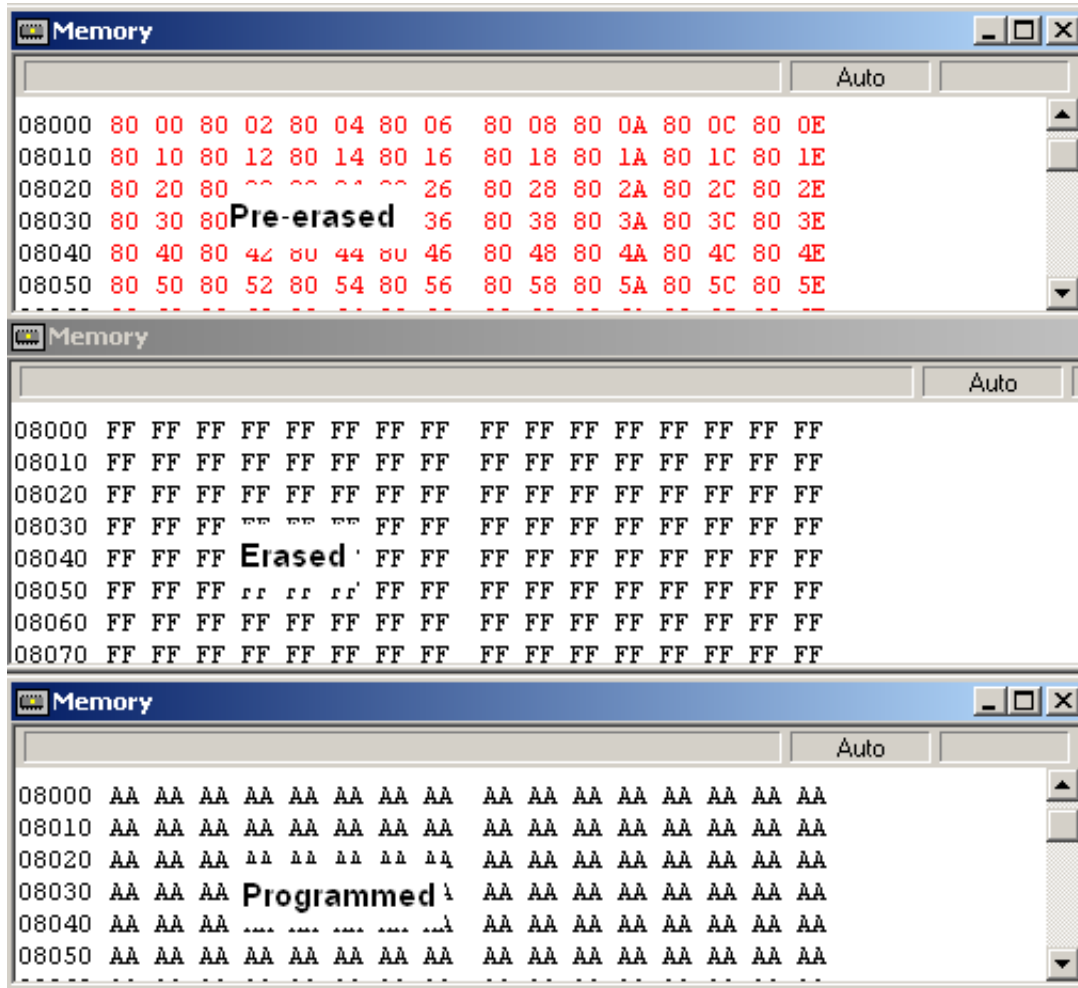 Memory
Auto
08000 80 00 80 02 80 04 80 06 80 08 80 0A 80 0C 80 0E
08010 80 10 80 12 80 14 80 16 80 18 80 1A 80 1C 80 1E
08020 80 20 80 26 80 28 80 2A 80 2C 80 2E
08030 80 30 80 Pre-erased 36 80 38 80 3A 80 3C 80 3E
08040 80 40 80 42 80 44 80 46 80 48 80 4A 80 4C 80 4E
08050 80 50 80 52 80 54 80 56 80 58 80 5A 80 5C 80 5E
Memory
Auto
08000 FF FF FF FF FF FF FF FF FF FF FF FF FF FF FF FF
08010 FF FF FF FF FF FF FF FF FF FF FF FF FF FF FF FF
08020 FF FF FF FF FF FF FF FF FF FF FF FF FF FF FF FF
08030 FF FF FF FF FF FF FF FF FF FF FF FF FF
08040 FF FF FF Erased FF FF FF FF FF FF FF FF FF FF
08050 FF FF FF FF FF FF FF FF FF FF FF FF FF
08060 FF FF FF FF FF FF FF FF FF FF FF FF FF FF FF FF
08070 FF FF FF FF FF FF FF FF FF FF FF FF FF FF FF FF
Memory
Auto
08000 AA AA AA AA AA AA AA AA AA AA AA AA AA AA AA AA
08010 AA AA AA AA AA AA AA AA AA AA AA AA AA AA AA AA
08020 AA AA AA AA AA AA AA AA AA AA AA AA AA AA AA AA
08030 AA AA AA Programmed AA AA AA AA AA AA AA AA
08040 AA AA AA AA AA AA AA AA AA AA AA
08050 AA AA AA AA AA AA AA AA AA AA AA AA AA AA AA AA